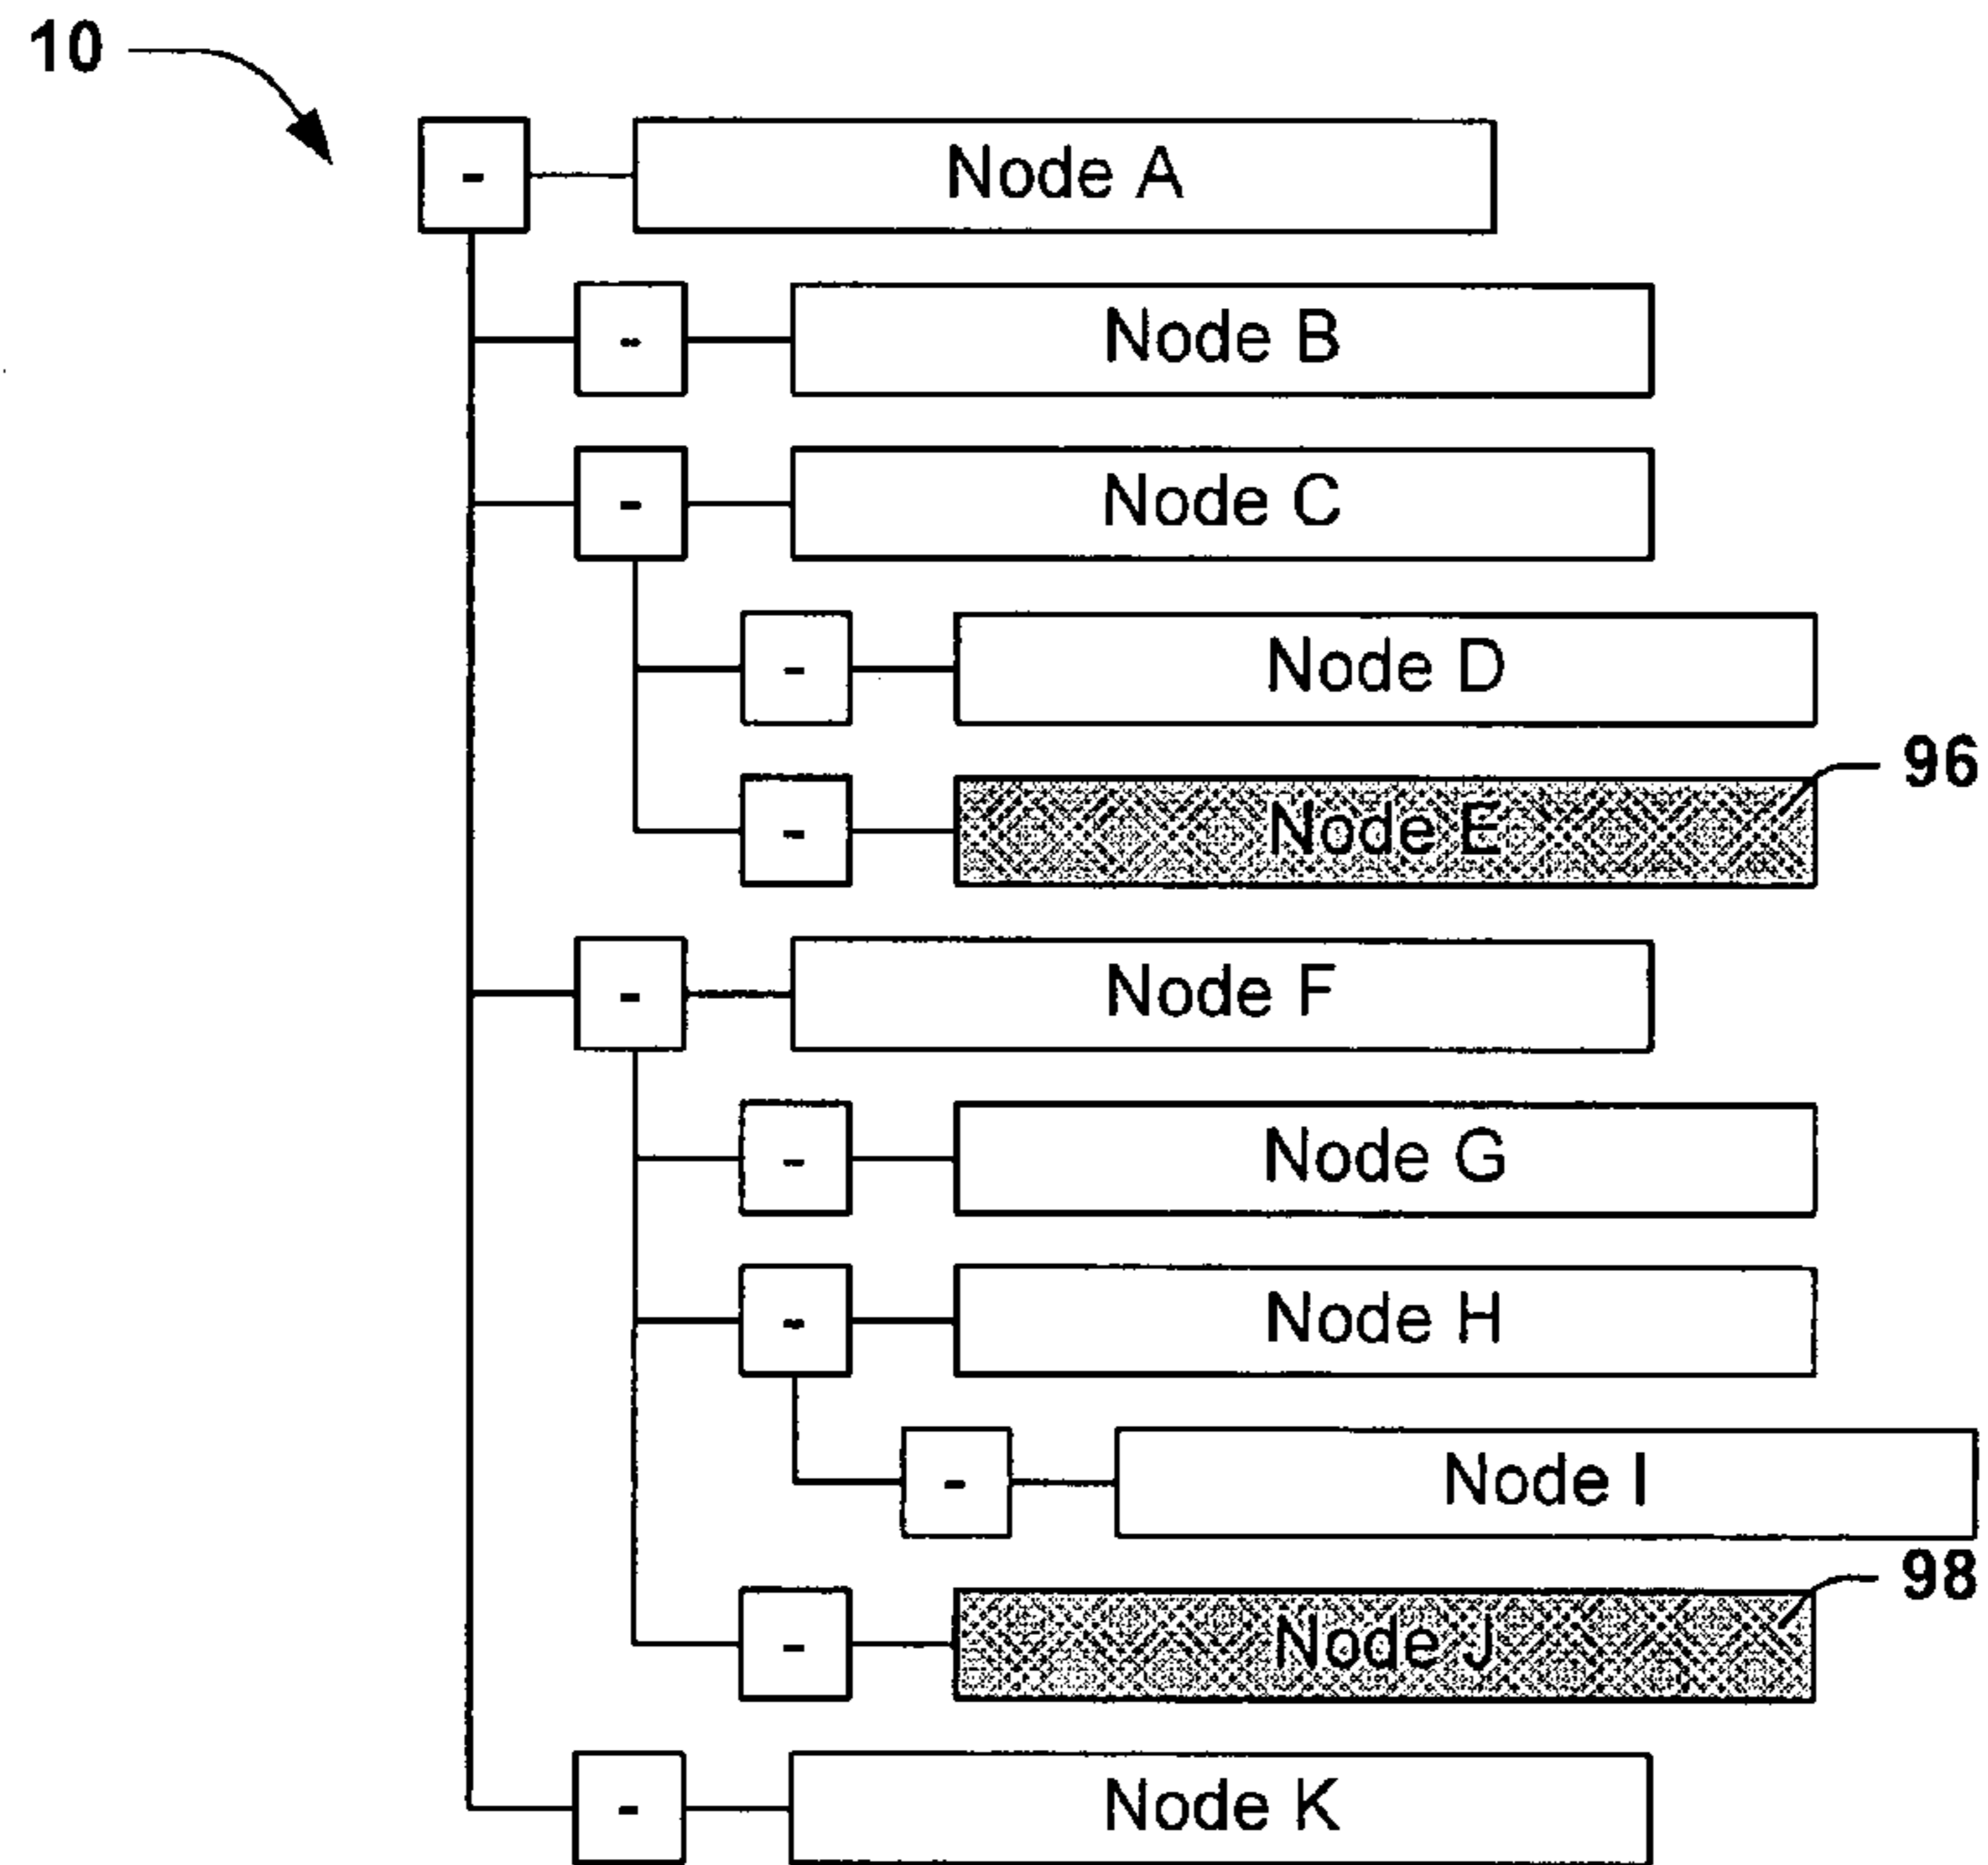 10
- Node A
- Node B
- Node C
- Node D
96
- Node E
- Node F
- Node G
- Node H
- Node I
98
- Node J
- Node K